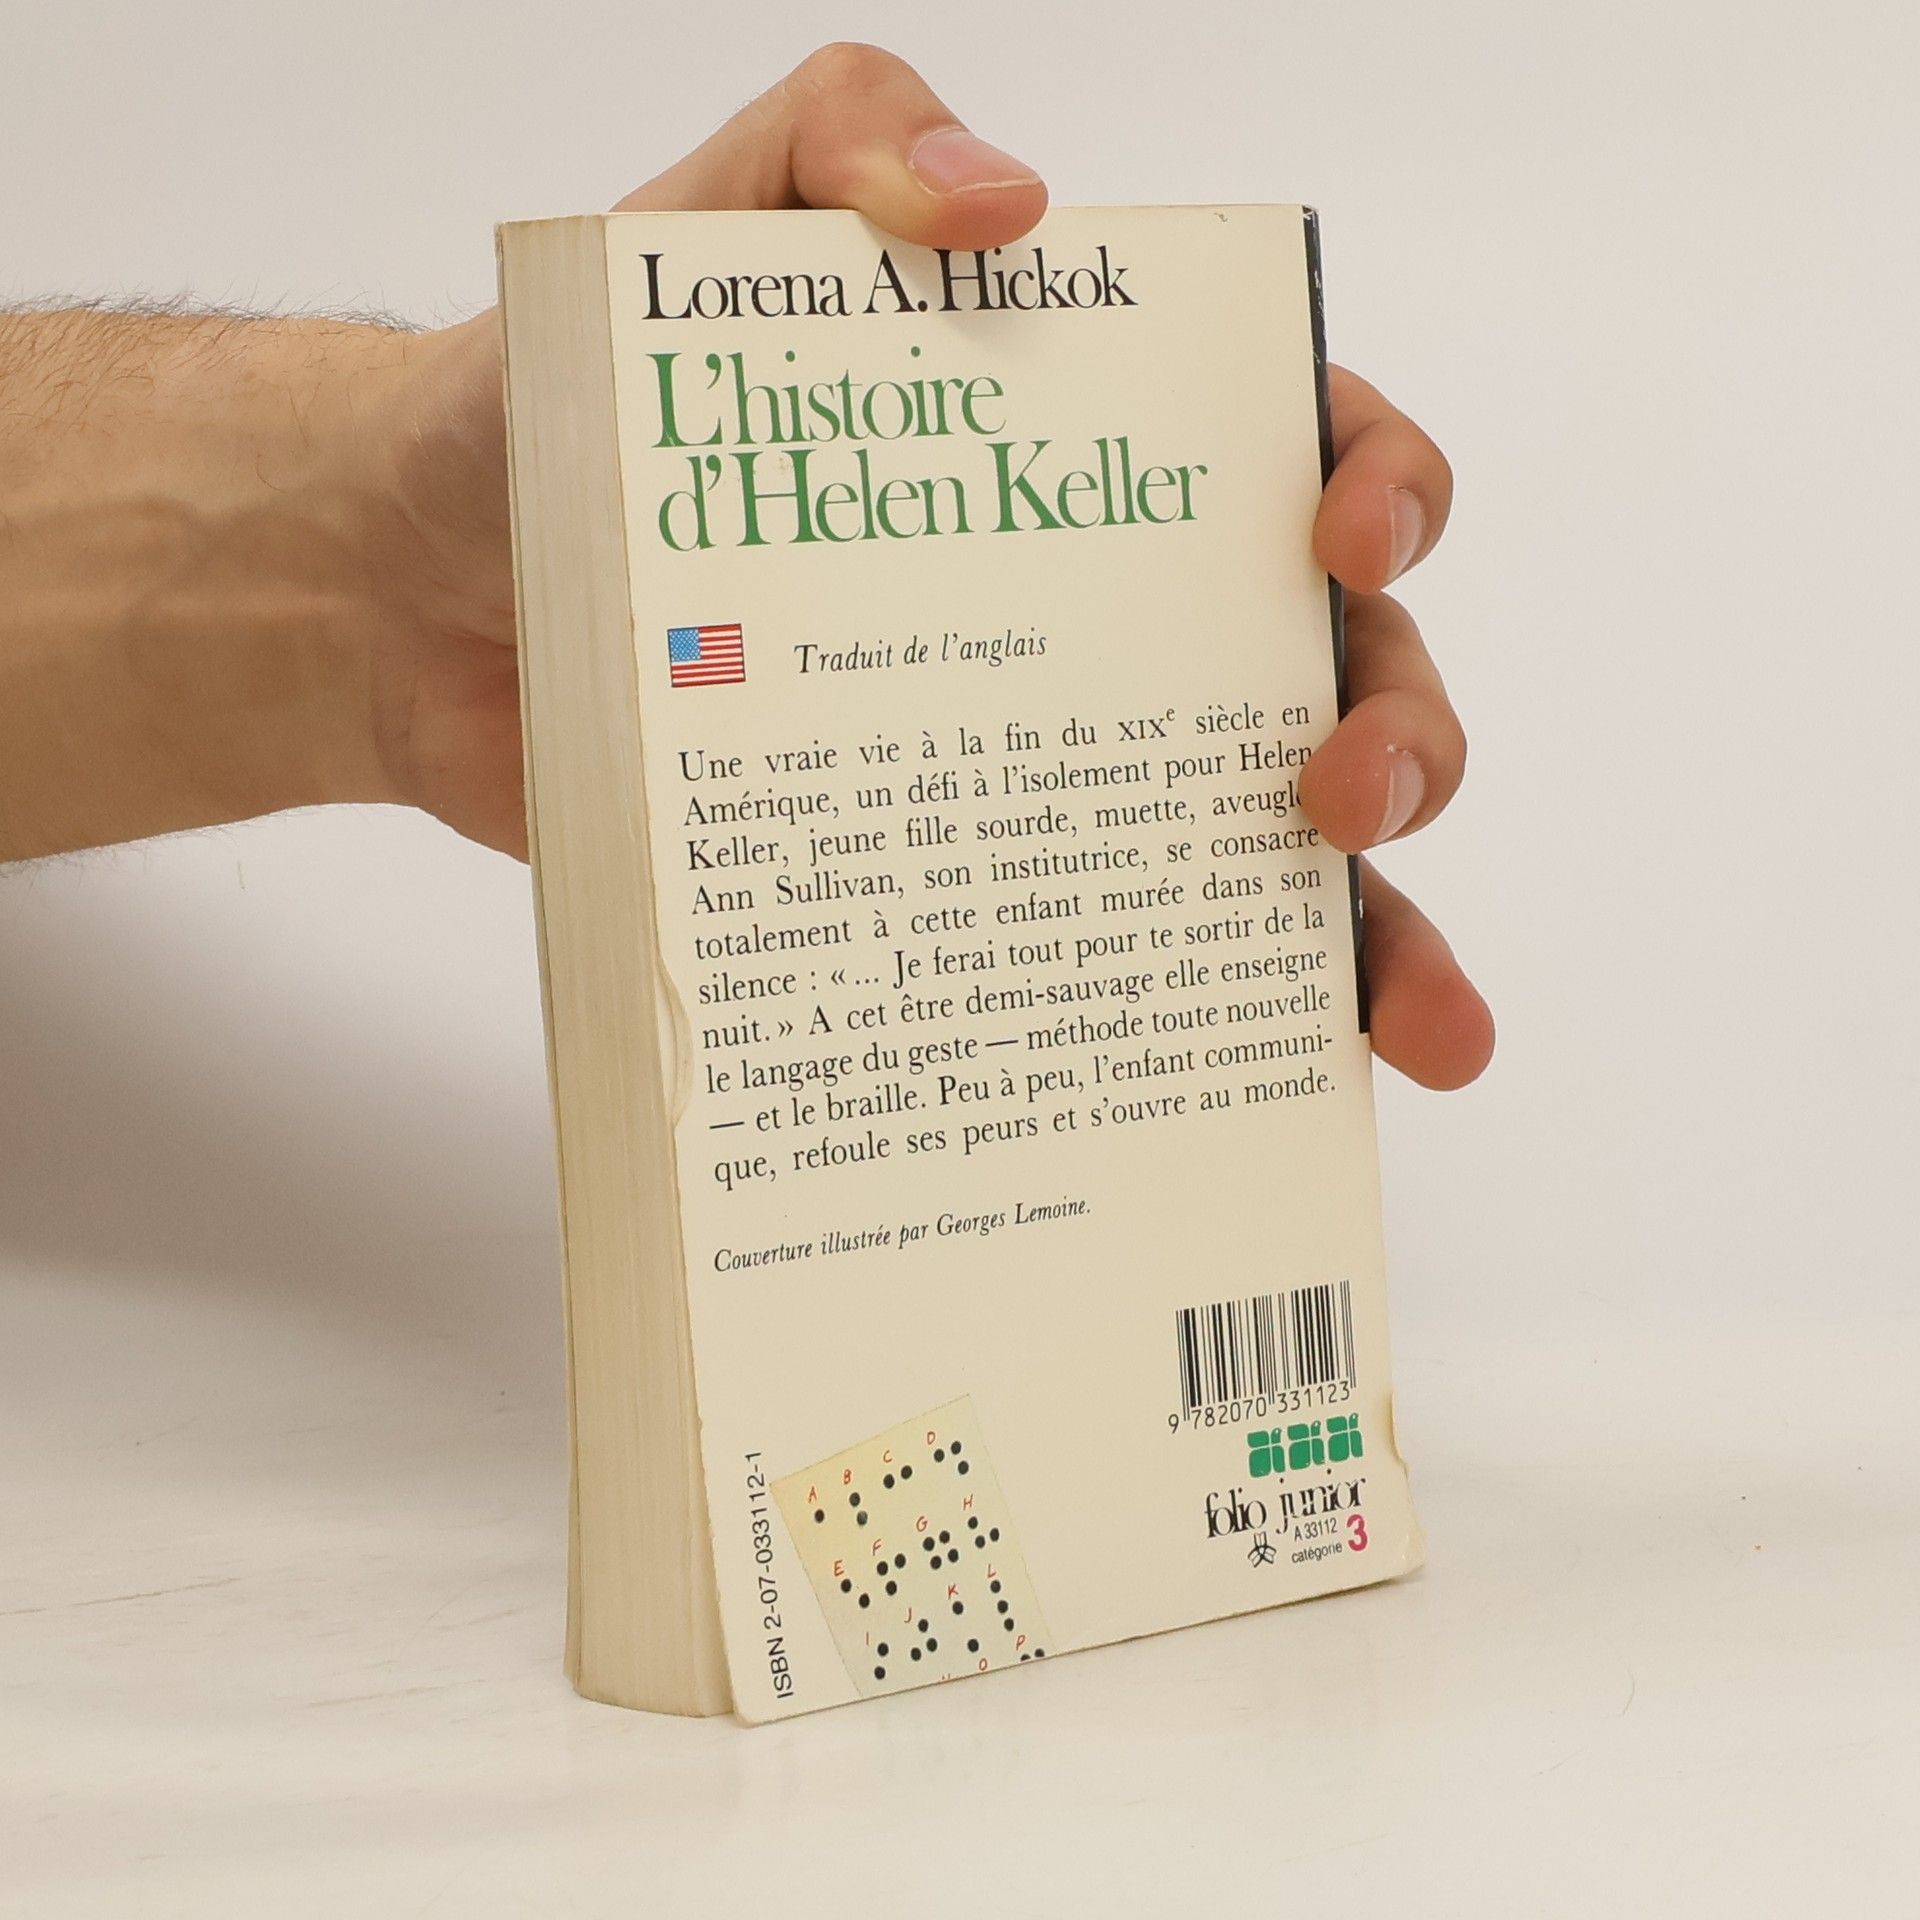 Lorena A. Hickok
L'histoire
d'Helen Keller
Traduit de l'anglais
Une vraie vie à la fin du XIXe siècle en
Amérique, un défi à l'isolement pour Helen
Keller, jeune fille sourde, muette, aveugle
Ann Sullivan, son institutrice, se consacre
totalement à cette enfant murée dans son
silence : «... Je ferai tout pour te sortir de la
nuit.» A cet être demi-sauvage elle enseigne
le langage du geste — méthode toute nouvelle
— et le braille. Peu à peu, l'enfant communi-
que, refoule ses peurs et s'ouvre au monde.
Couverture illustrée par Georges Lemoine.
9 782070 331123
folio junior
A 33112
catégorie 3
ISBN 2-07-033112-1
A B C D
E F G H
I J K L
O P